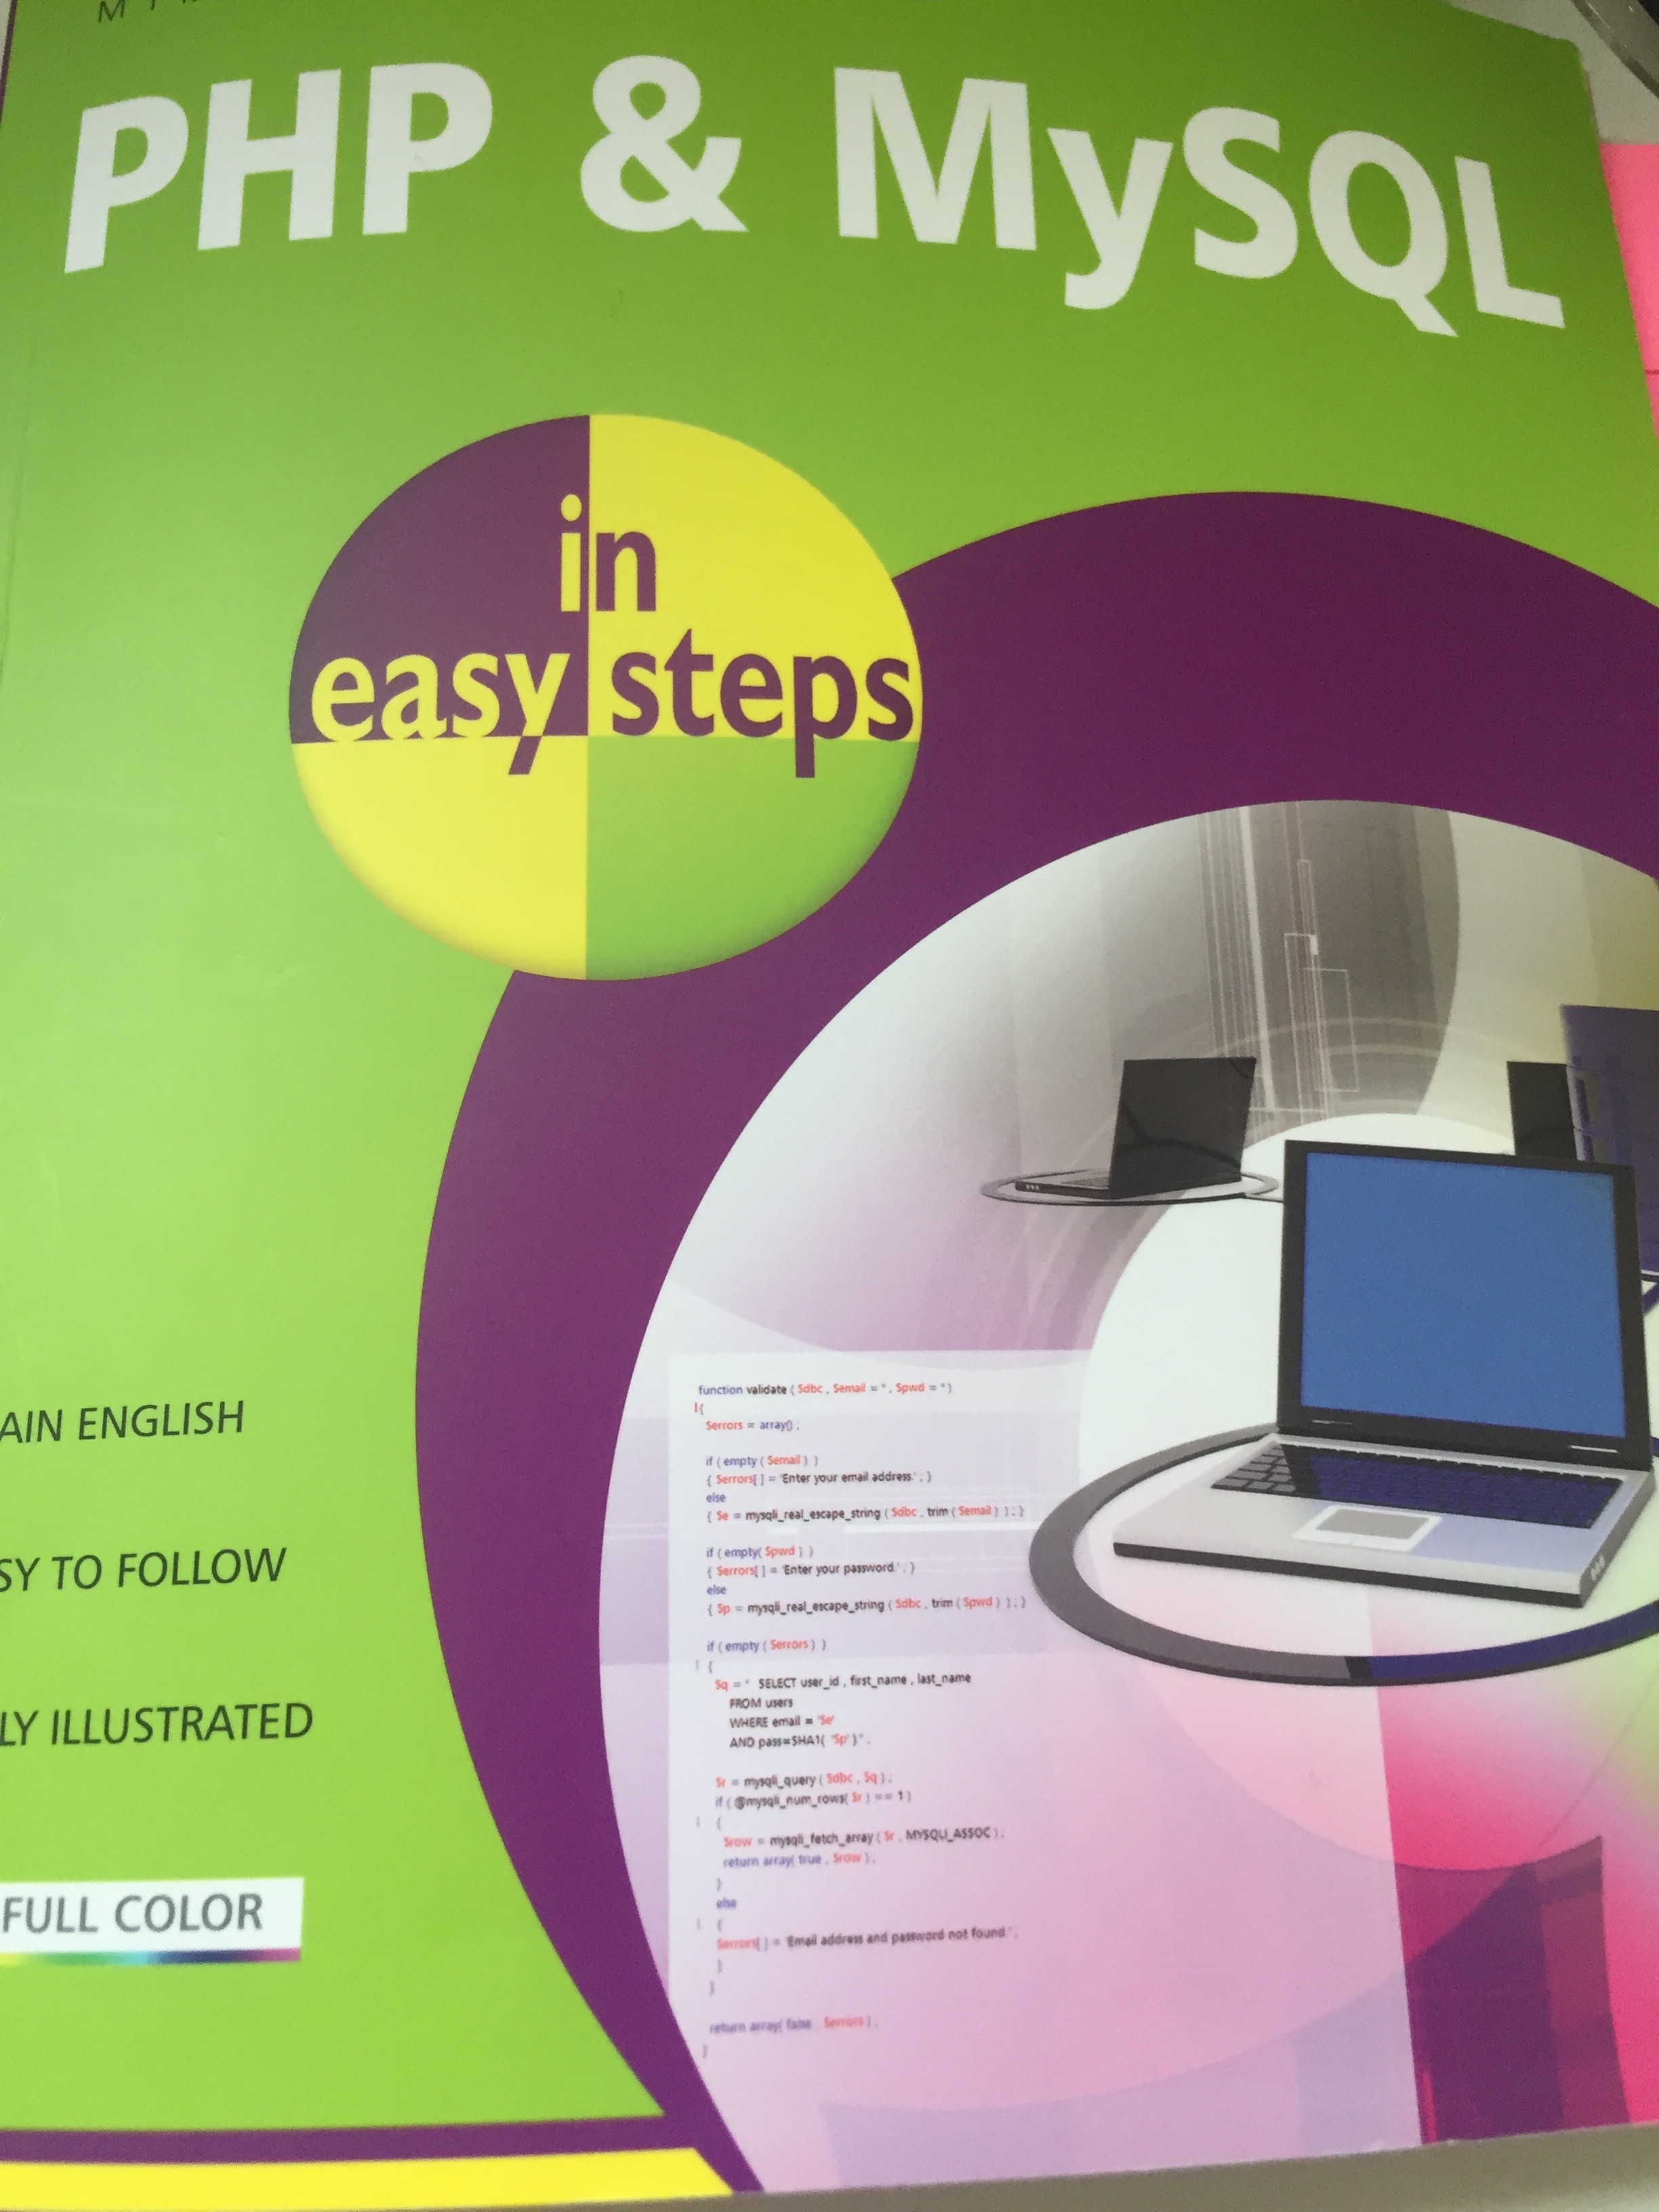 PHP & MySQL
in
easy steps
AIN ENGLISH
SY TO FOLLOW
LY ILLUSTRATED
FULL COLOR
function validate ( $dbc , $email = '' , $pwd = '' )
{
$errors = array() ;
if ( empty ( $email ) )
{ $errors[ ] = 'Enter your email address.' ; }
else
{ $e = mysqli_real_escape_string ( $dbc , trim ( $email ) ) ; }
if ( empty( $pwd ) )
{ $errors[ ] = 'Enter your password.' ; }
else
{ $p = mysqli_real_escape_string ( $dbc , trim ( $pwd ) ) ; }
if ( empty ( $errors ) )
{
$q = " SELECT user_id , first_name , last_name
FROM users
WHERE email = '$e'
AND pass=SHA1( '$p' ) " ;
$r = mysqli_query ( $dbc , $q ) ;
if ( @mysqli_num_rows( $r ) == 1 )
{
$row = mysqli_fetch_array ( $r , MYSQLI_ASSOC ) ;
return array( true , $row ) ;
}
else
{
$errors[ ] = 'Email address and password not found.' ;
}
}
return array( false , $errors ) ;
}